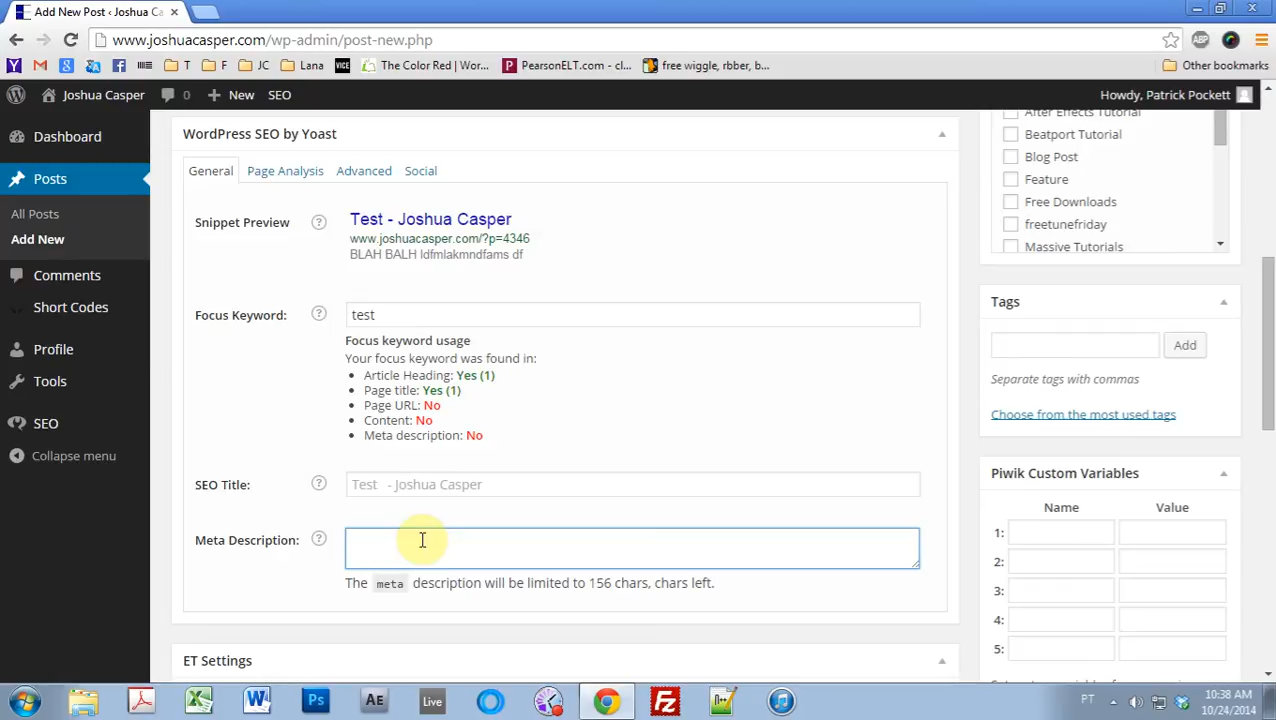 Add New Post ‹ Joshua Ca
www.joshuacasper.com/wp-admin/post-new.php
ABP
T
F
JC
Lana
VICE
The Color Red | Wor...
PearsonELT.com - cl...
free wiggle, rbber, b...
Other bookmarks
Joshua Casper
0
New
SEO
Howdy, Patrick Pockett
Dashboard
Posts
All Posts
Add New
Comments
Short Codes
Profile
Tools
SEO
Collapse menu
WordPress SEO by Yoast
General
Page Analysis
Advanced
Social
Snippet Preview
?
Test - Joshua Casper
www.joshuacasper.com/?p=4346
BLAH BALH ldfmlakmndfams df
Focus Keyword:
?
test
Focus keyword usage
Your focus keyword was found in:
Article Heading: Yes (1)
Page title: Yes (1)
Page URL: No
Content: No
Meta description: No
SEO Title:
?
Test - Joshua Casper
Meta Description:
?
The meta description will be limited to 156 chars, chars left.
ET Settings
After Effects Tutorial
Beatport Tutorial
Blog Post
Feature
Free Downloads
freetunefriday
Massive Tutorials
Tags
Add
Separate tags with commas
Choose from the most used tags
Piwik Custom Variables
Name Value
1:
2:
3:
4:
5:
Ps
Ae
Live
PT
10:38 AM
10/24/2014